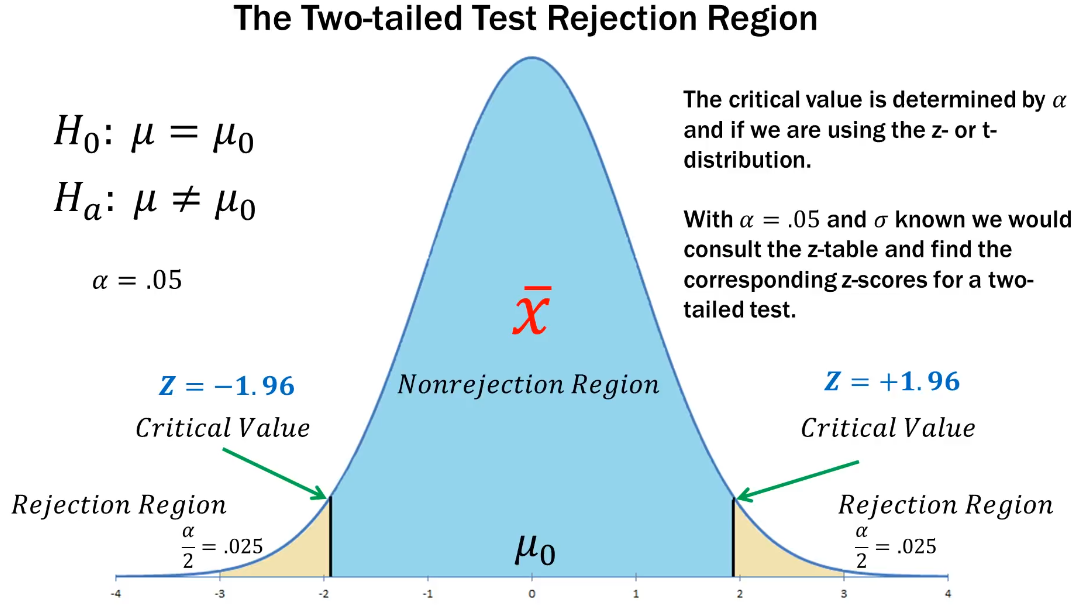 The Two-tailed Test Rejection Region
H₀: μ = μ₀
Hₐ: μ ≠ μ₀
α = .05
The critical value is determined by α
and if we are using the z- or t-
distribution.
With α = .05 and σ known we would
consult the z-table and find the
corresponding z-scores for a two-
tailed test.
x̄
Nonrejection Region
Z = −1.96
Critical Value
Z = +1.96
Critical Value
Rejection Region
α/2 = .025
μ₀
Rejection Region
α/2 = .025
-4 -3 -2 -1 0 1 2 3 4